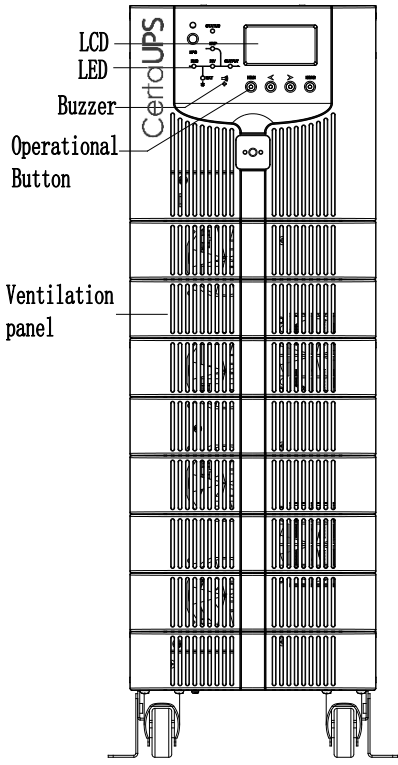 LCD
LED
CertaUPS
Buzzer
Operational
Button
Ventilation
panel